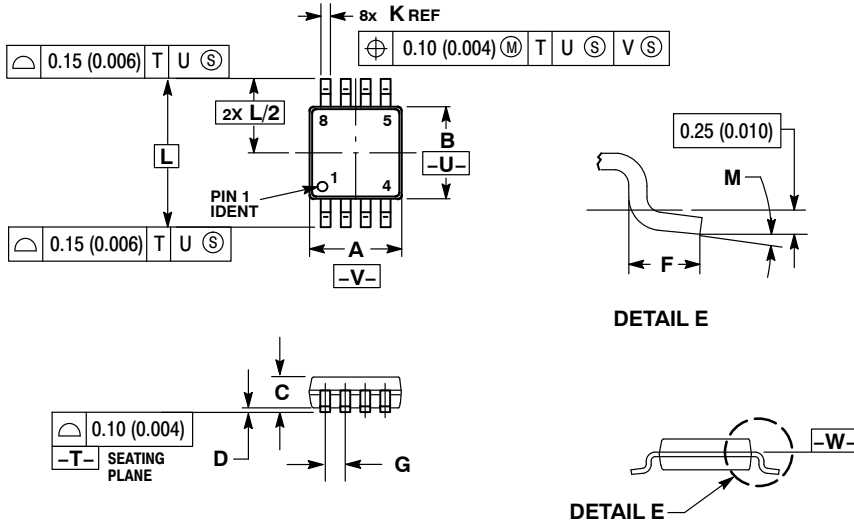 8x K REF
⌖ 0.10 (0.004) Ⓜ T U Ⓢ V Ⓢ
⌓ 0.15 (0.006) T U Ⓢ
2X L/2
8 5
B
-U-
L
PIN 1
IDENT
1 4
⌓ 0.15 (0.006) T U Ⓢ
A
-V-
0.25 (0.010)
M
F
DETAIL E
C
⌓ 0.10 (0.004)
-T- SEATING
PLANE
D
G
-W-
DETAIL E